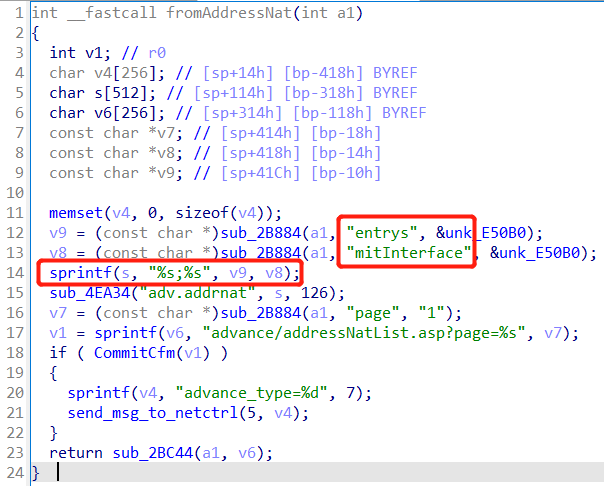 1 int __fastcall fromAddressNat(int a1)
2 {
3 int v1; // r0
4 char v4[256]; // [sp+14h] [bp-418h] BYREF
5 char s[512]; // [sp+114h] [bp-318h] BYREF
6 char v6[256]; // [sp+314h] [bp-118h] BYREF
7 const char *v7; // [sp+414h] [bp-18h]
8 const char *v8; // [sp+418h] [bp-14h]
9 const char *v9; // [sp+41Ch] [bp-10h]
10
11 memset(v4, 0, sizeof(v4));
12 v9 = (const char *)sub_2B884(a1, "entrys", &unk_E50B0);
13 v8 = (const char *)sub_2B884(a1, "mitInterface", &unk_E50B0);
14 sprintf(s, "%s;%s", v9, v8);
15 sub_4EA34("adv.addrnat", s, 126);
16 v7 = (const char *)sub_2B884(a1, "page", "1");
17 v1 = sprintf(v6, "advance/addressNatList.asp?page=%s", v7);
18 if ( CommitCfm(v1) )
19 {
20 sprintf(v4, "advance_type=%d", 7);
21 send_msg_to_netctrl(5, v4);
22 }
23 return sub_2BC44(a1, v6);
24 }